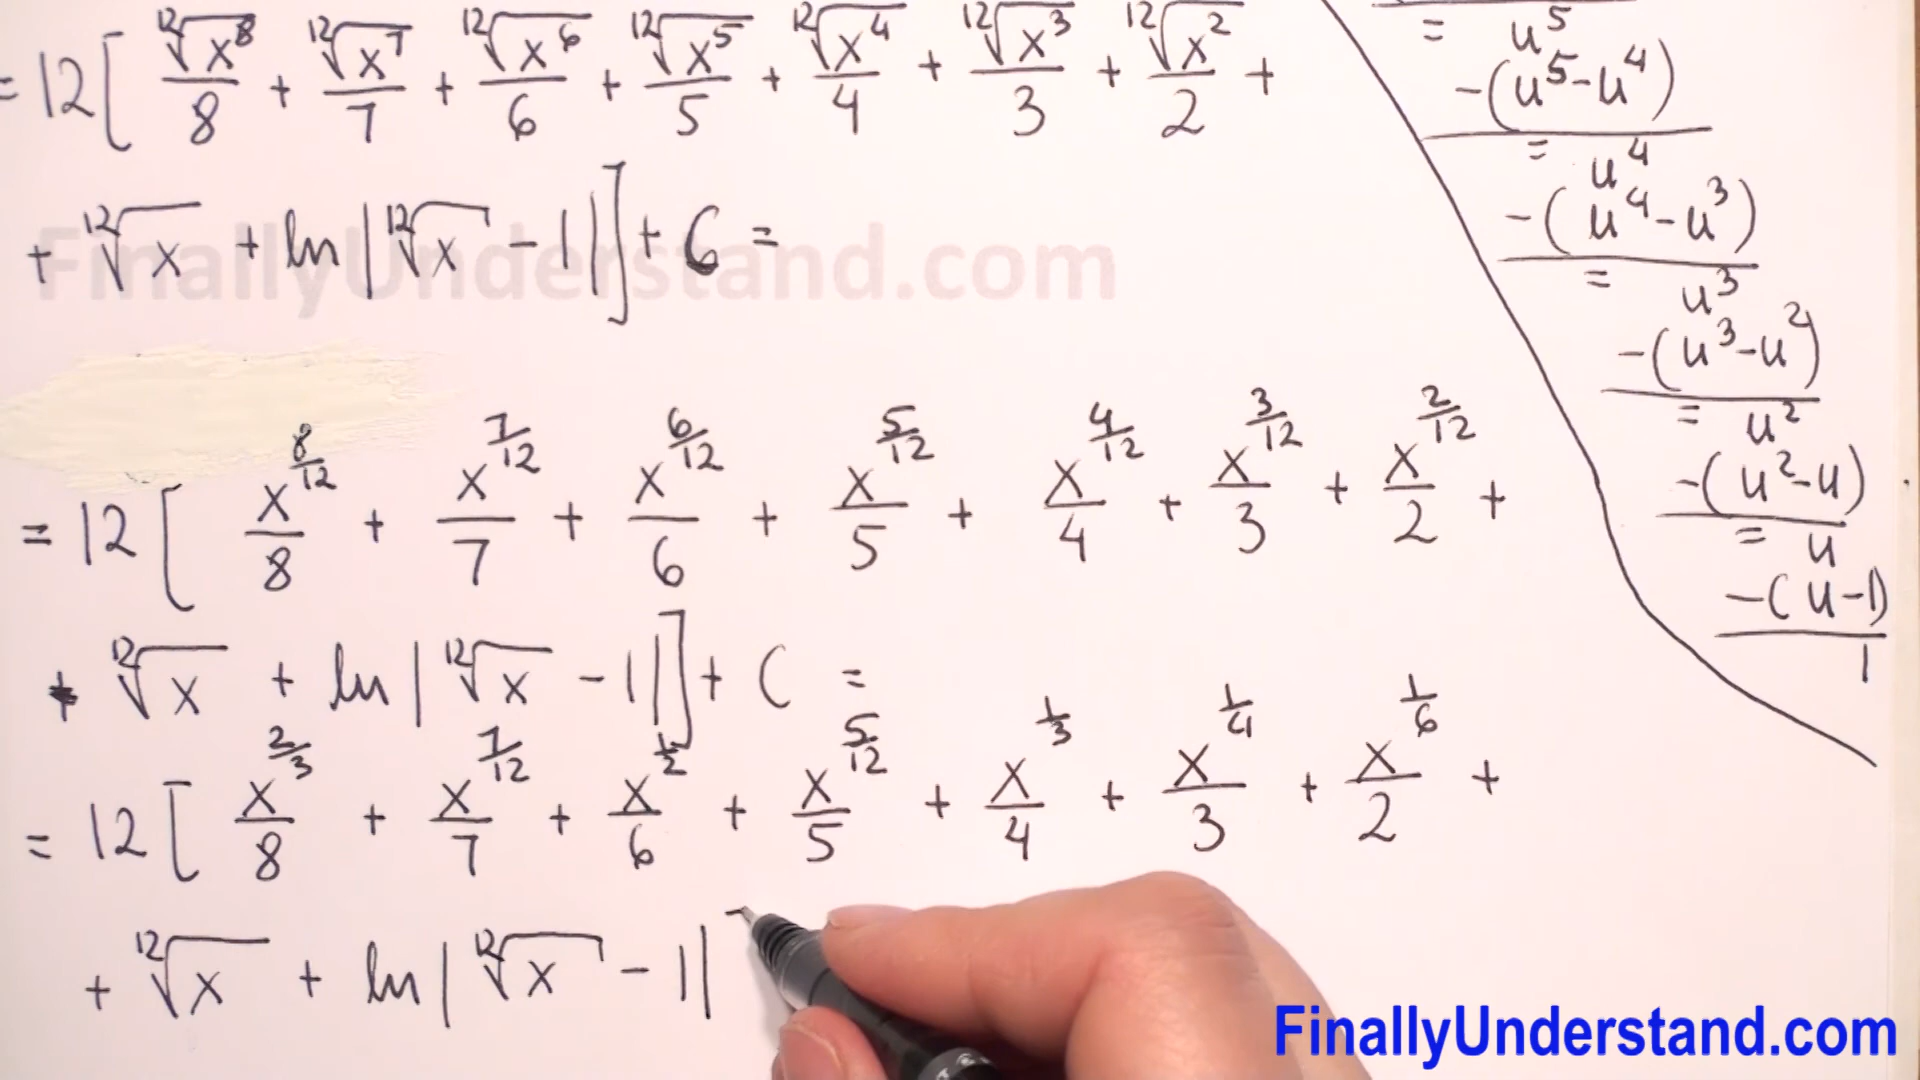 = 12 [ ¹²√x⁸/8 + ¹²√x⁷/7 + ¹²√x⁶/6 + ¹²√x⁵/5 + ¹²√x⁴/4 + ¹²√x³/3 + ¹²√x²/2 +
+ ¹²√x + ln|¹²√x - 1|] + C =
FinallyUnderstand.com
= 12 [ x^(8/12)/8 + x^(7/12)/7 + x^(6/12)/6 + x^(5/12)/5 + x^(4/12)/4 + x^(3/12)/3 + x^(2/12)/2 +
+ ¹²√x + ln|¹²√x - 1|] + C =
= 12 [ x^(2/3)/8 + x^(7/12)/7 + x^(1/2)/6 + x^(5/12)/5 + x^(1/3)/4 + x^(1/4)/3 + x^(1/6)/2 +
+ ¹²√x + ln|¹²√x - 1|
= u⁵
-(u⁵-u⁴)
= u⁴
-(u⁴-u³)
= u³
-(u³-u²)
= u²
-(u²-u)
= u
-(u-1)
1
FinallyUnderstand.com